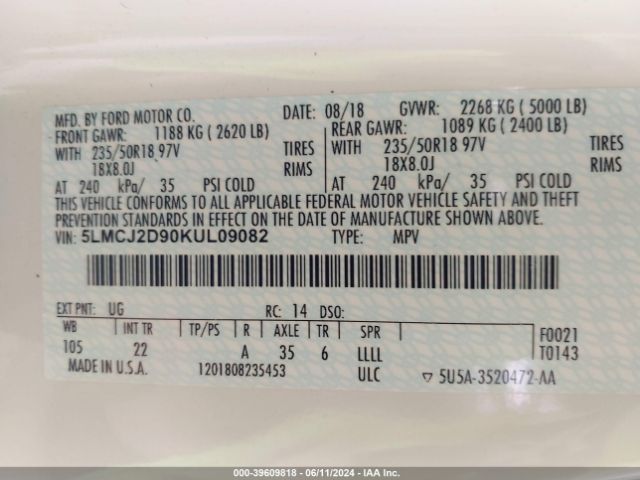 MFD. BY FORD MOTOR CO. DATE: 08/18 GVWR: 2268 KG ( 5000 LB)
FRONT GAWR: 1188 KG ( 2620 LB) REAR GAWR: 1089 KG ( 2400 LB)
WITH 235/50R18 97V TIRES WITH 235/50R18 97V TIRES
18X8.0J RIMS 18X8.0J RIMS
AT 240 kPa/ 35 PSI COLD AT 240 kPa/ 35 PSI COLD
THIS VEHICLE CONFORMS TO ALL APPLICABLE FEDERAL MOTOR VEHICLE SAFETY AND THEFT
PREVENTION STANDARDS IN EFFECT ON THE DATE OF MANUFACTURE SHOWN ABOVE.
VIN: 5LMCJ2D90KUL09082 TYPE: MPV
EXT PNT: UG RC: 14 DSO:
WB INT TR TP/PS R AXLE TR SPR F0021
105 22 A 35 6 LLLL T0143
MADE IN U.S.A. 1201808235453 ULC ▽ 5U5A-3520472-AA
000-39609818 - 06/11/2024 - IAA Inc.